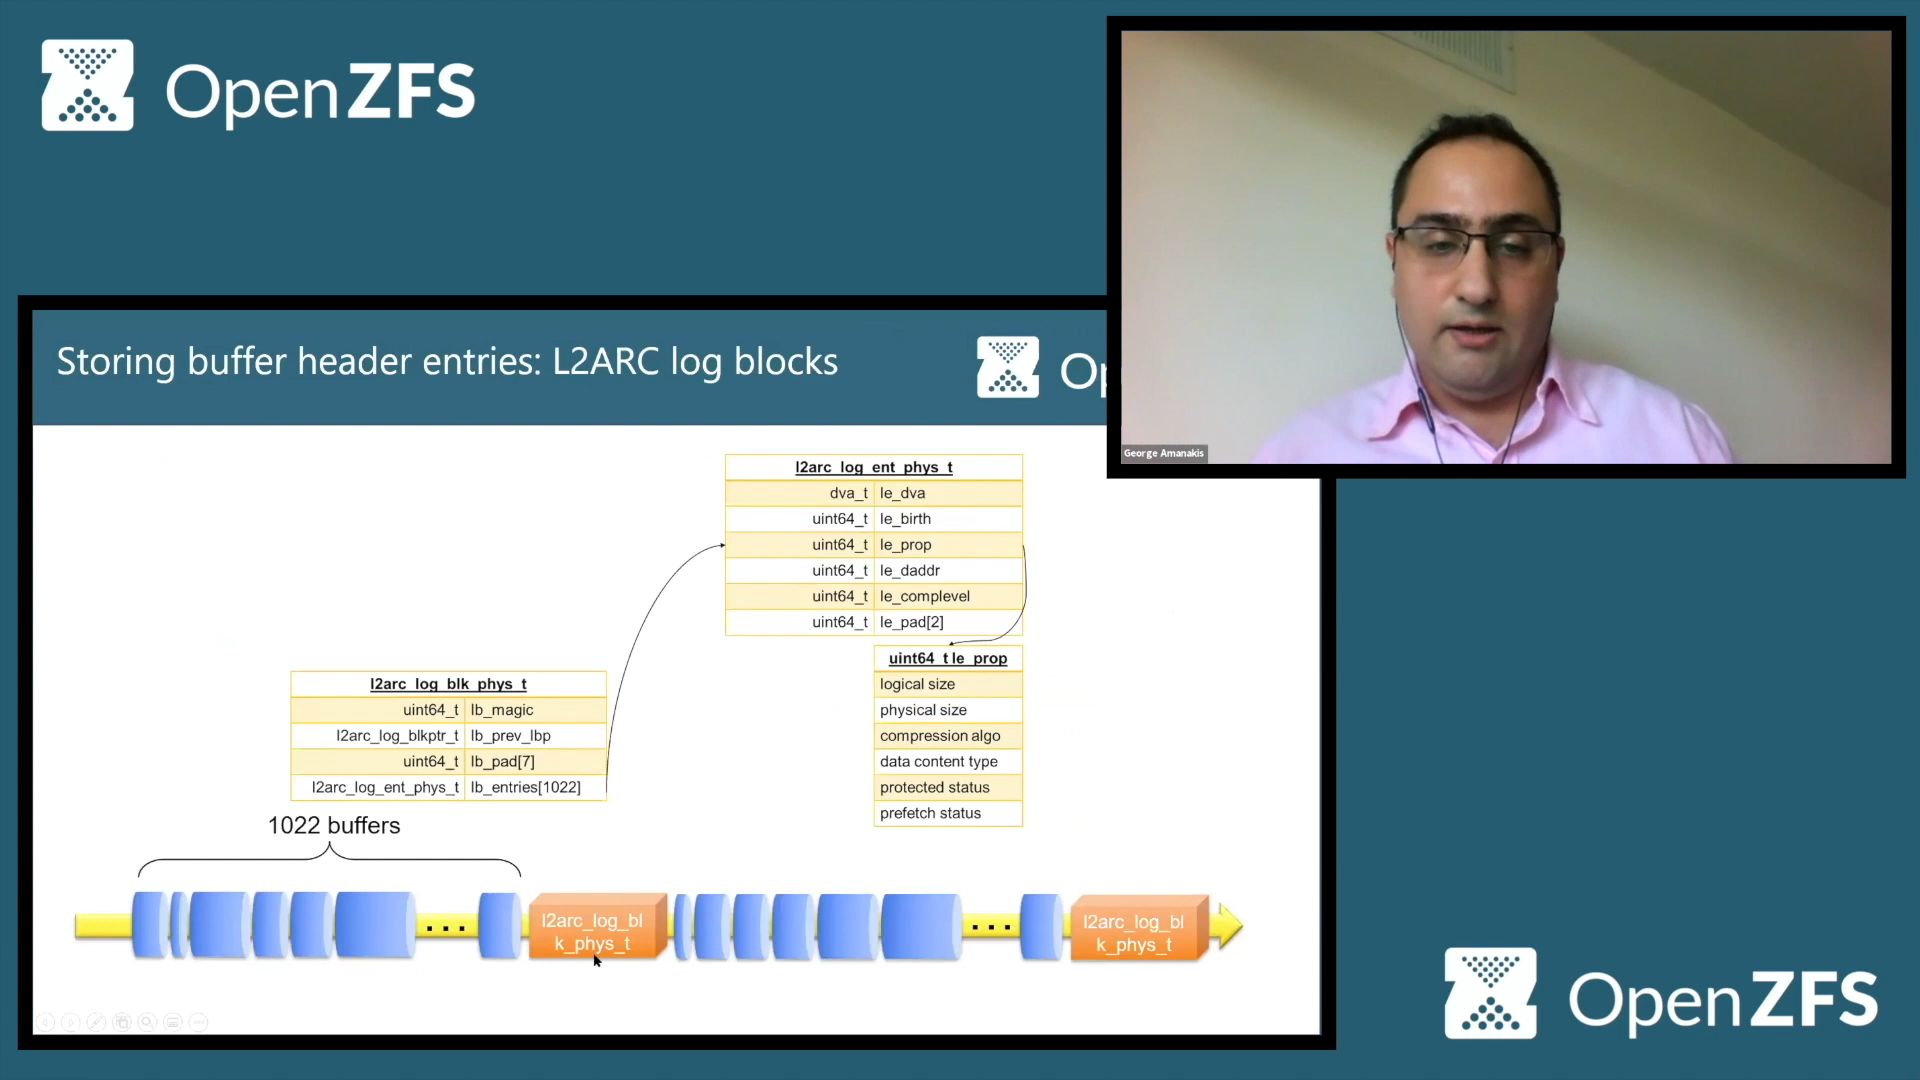 OpenZFS
George Amanakis
Storing buffer header entries: L2ARC log blocks
Op
l2arc_log_ent_phys_t
dva_t le_dva
uint64_t le_birth
uint64_t le_prop
uint64_t le_daddr
uint64_t le_complevel
uint64_t le_pad[2]
uint64_t le_prop
logical size
physical size
compression algo
data content type
protected status
prefetch status
l2arc_log_blk_phys_t
uint64_t lb_magic
l2arc_log_blkptr_t lb_prev_lbp
uint64_t lb_pad[7]
l2arc_log_ent_phys_t lb_entries[1022]
1022 buffers
...
l2arc_log_bl
k_phys_t
...
l2arc_log_bl
k_phys_t
OpenZFS